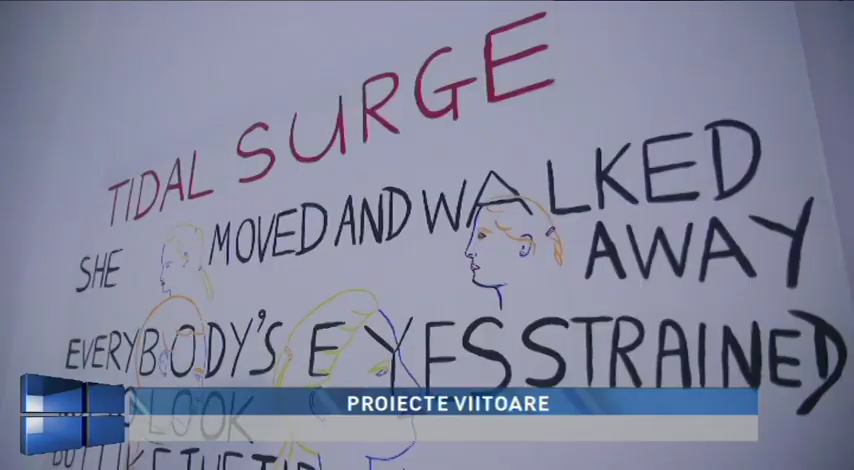 TIDAL SURGE
SHE MOVED AND WALKED AWAY
EVERYBODY'S EYES STRAINED
LOOK
PROIECTE VIITOARE